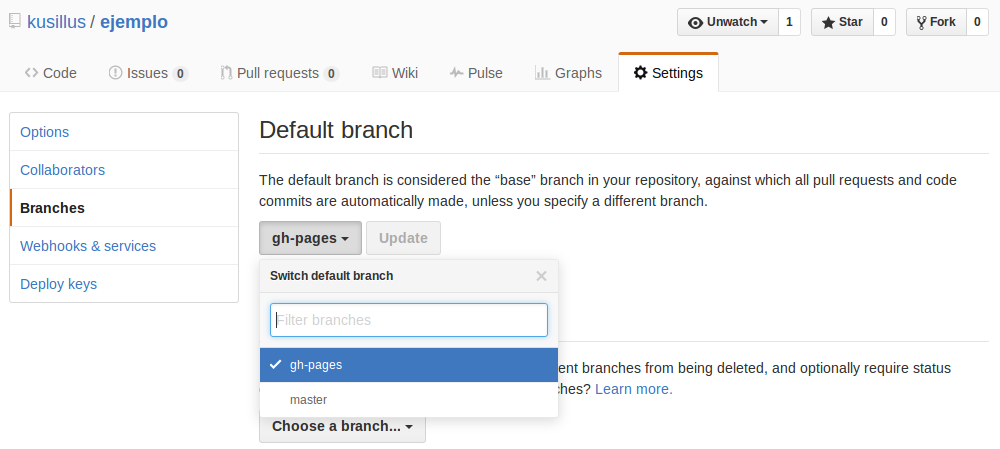 kusillus / ejemplo
Unwatch 1 Star 0 Fork 0
Code Issues 0 Pull requests 0 Wiki Pulse Graphs Settings
Options
Collaborators
Branches
Webhooks & services
Deploy keys
Default branch
The default branch is considered the “base” branch in your repository, against which all pull requests and code
commits are automatically made, unless you specify a different branch.
gh-pages Update
Switch default branch
Filter branches
gh-pages
master
ent branches from being deleted, and optionally require status
ches? Learn more.
Choose a branch...